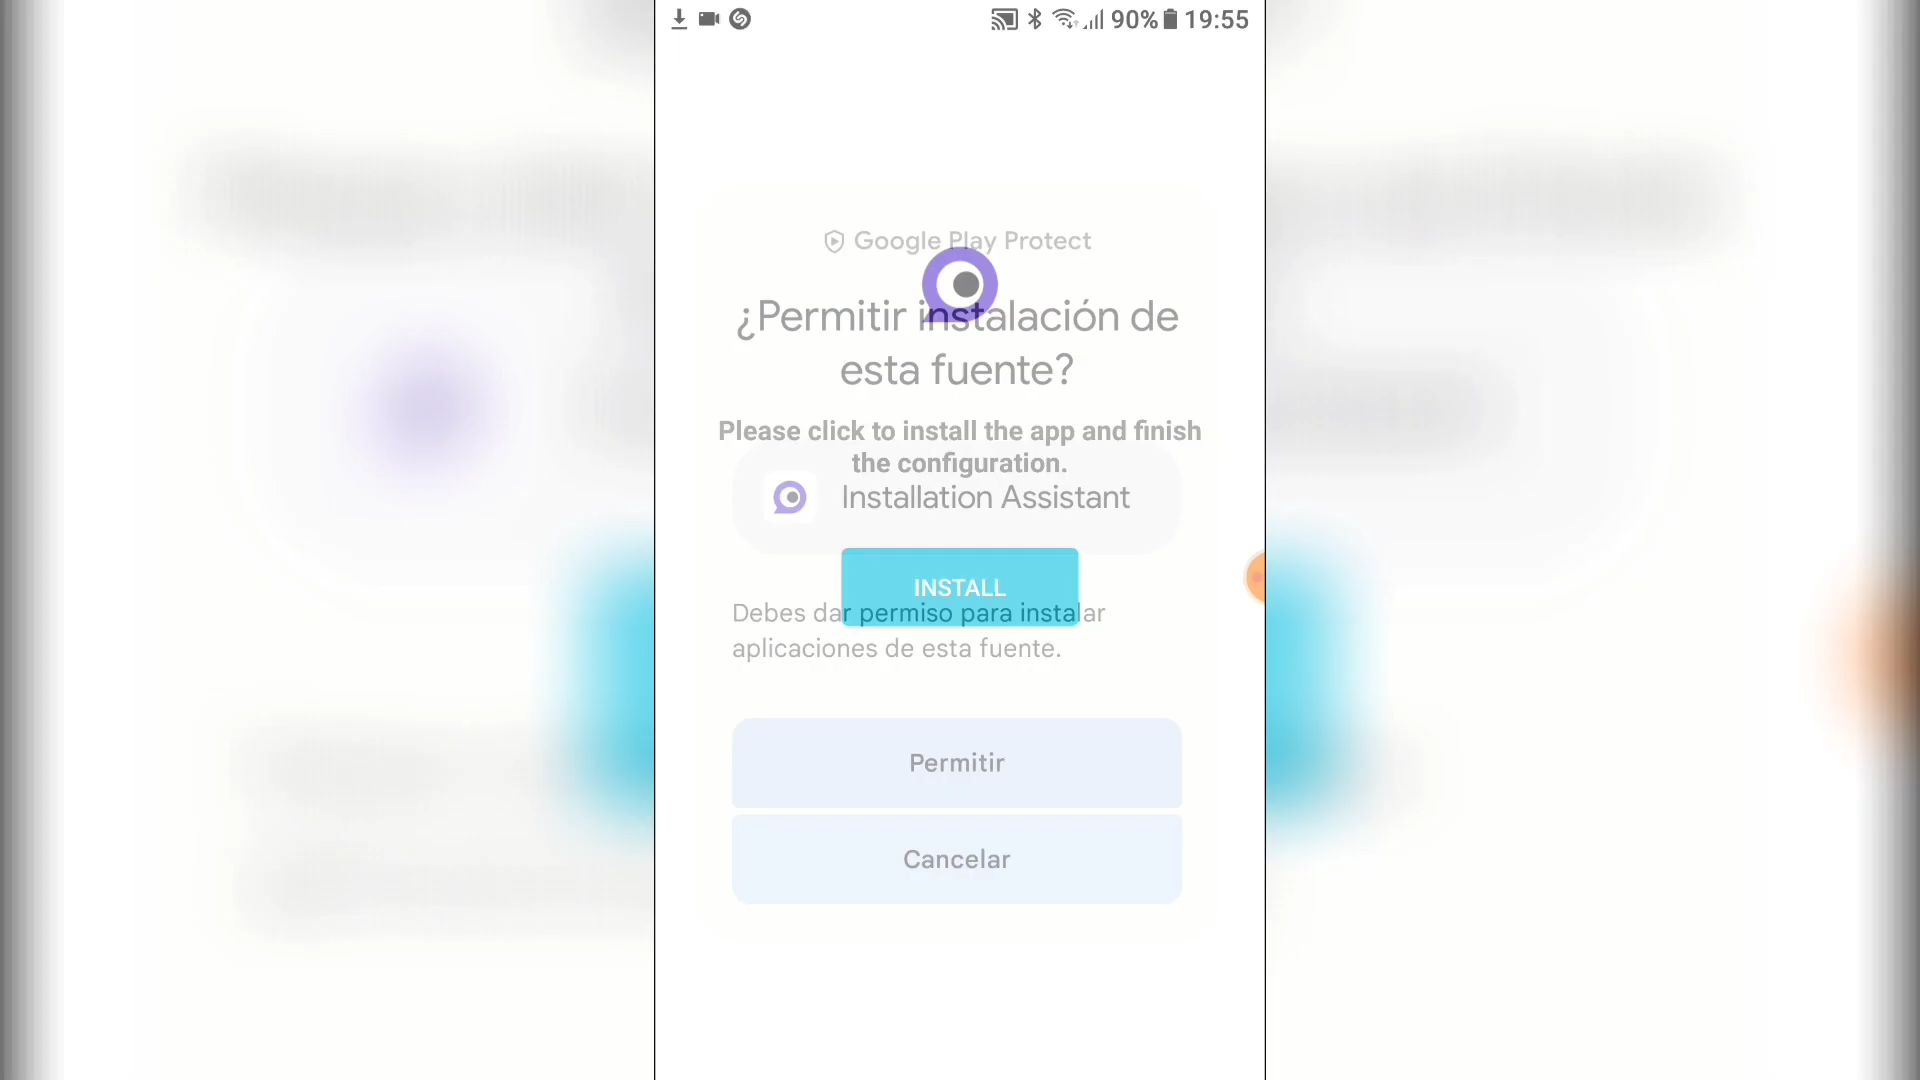 90% 19:55
Google Play Protect
¿Permitir instalación de
esta fuente?
Please click to install the app and finish
the configuration.
Installation Assistant
INSTALL
Debes dar permiso para instalar
aplicaciones de esta fuente.
Permitir
Cancelar